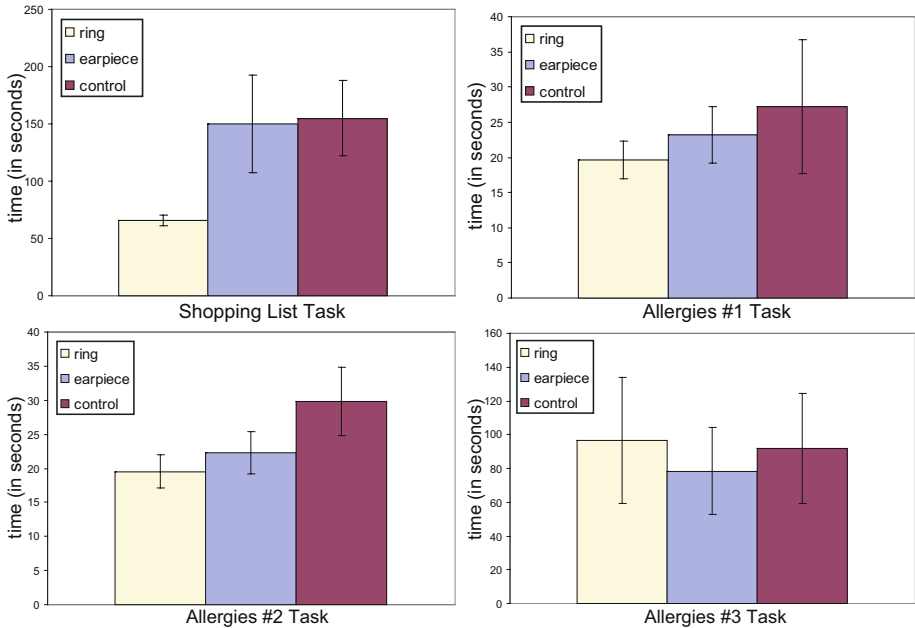 250
200
150
100
50
0
time (in seconds)
ring
earpiece
control
Shopping List Task
40
35
30
25
20
15
10
5
0
time (in seconds)
ring
earpiece
control
Allergies #1 Task
40
35
30
25
20
15
10
5
0
time (in seconds)
ring
earpiece
control
Allergies #2 Task
160
140
120
100
80
60
40
20
0
time (in seconds)
ring
earpiece
control
Allergies #3 Task